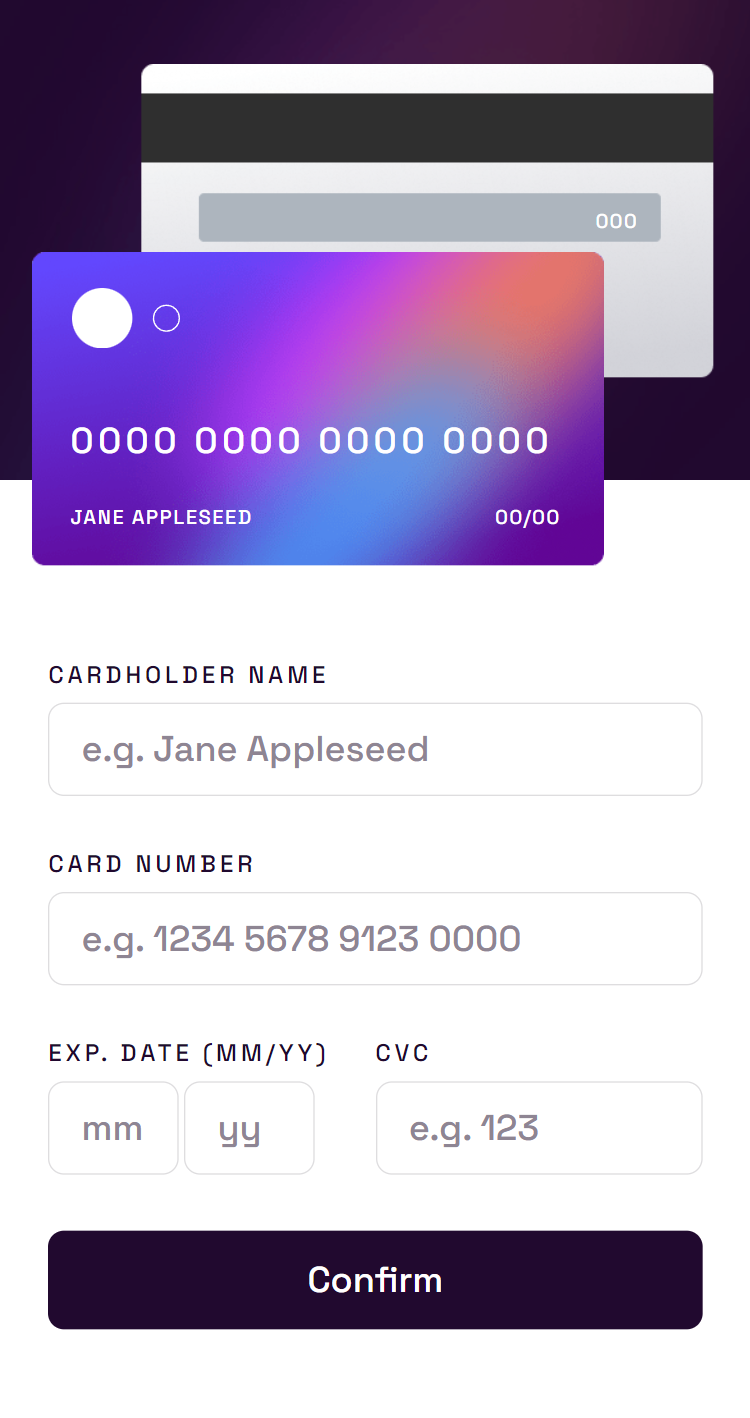 000
0000 0000 0000 0000
JANE APPLESEED 00/00
CARDHOLDER NAME
e.g. Jane Appleseed
CARD NUMBER
e.g. 1234 5678 9123 0000
EXP. DATE (MM/YY) CVC
mm yy e.g. 123
Confirm